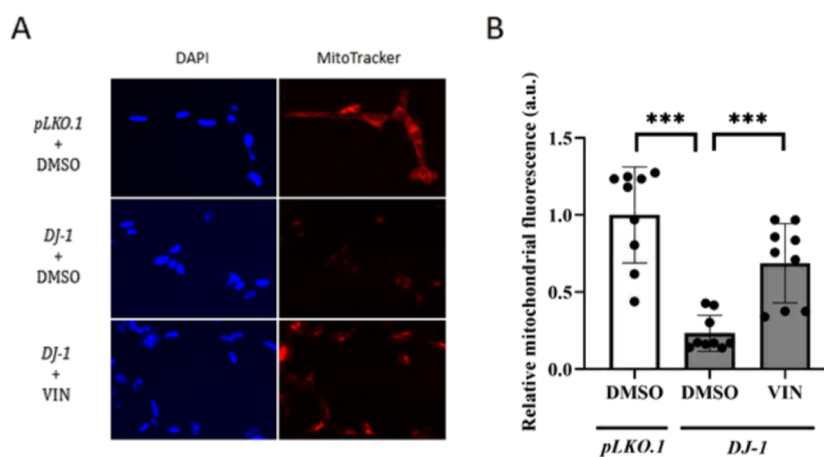 A
DAPI
MitoTracker
pLKO.1
+
DMSO
DJ-1
+
DMSO
DJ-1
+
VIN
B
Relative mitochondrial fluorescence (a.u.)
1.5
1.0
0.5
0.0
***
***
DMSO
DMSO
VIN
pLKO.1
DJ-1